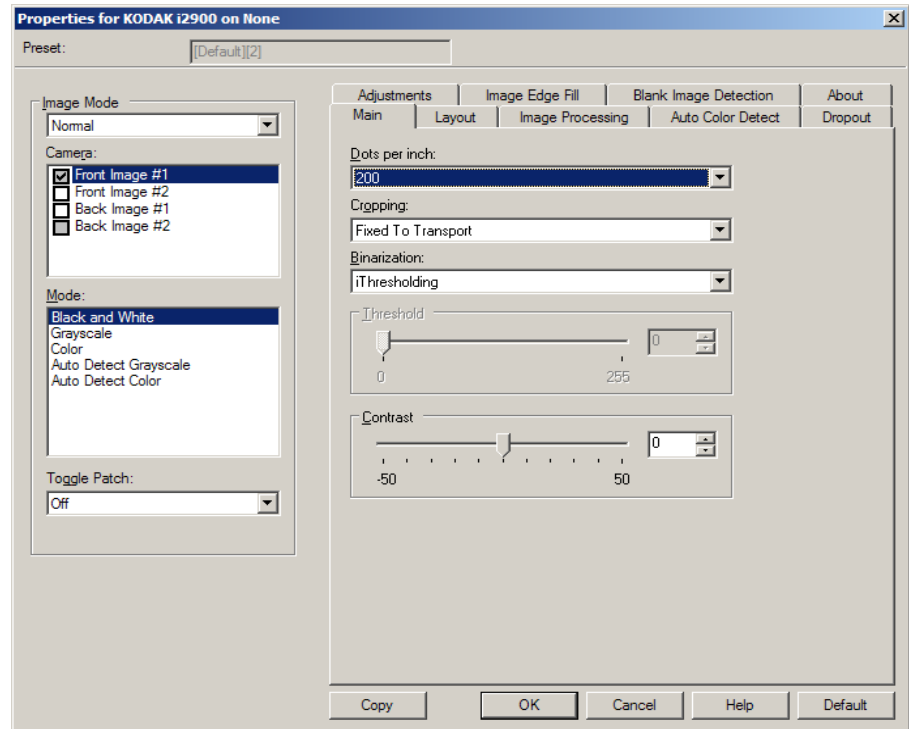 Properties for KODAK i2900 on None
Preset:
[Default][2]
Image Mode
Normal
Camera:
Front Image #1
Front Image #2
Back Image #1
Back Image #2
Mode:
Black and White
Grayscale
Color
Auto Detect Grayscale
Auto Detect Color
Toggle Patch:
Off
Adjustments Image Edge Fill Blank Image Detection About
Main Layout Image Processing Auto Color Detect Dropout
Dots per inch:
200
Cropping:
Fixed To Transport
Binarization:
iThresholding
Threshold
0
0 255
Contrast
0
-50 50
Copy OK Cancel Help Default